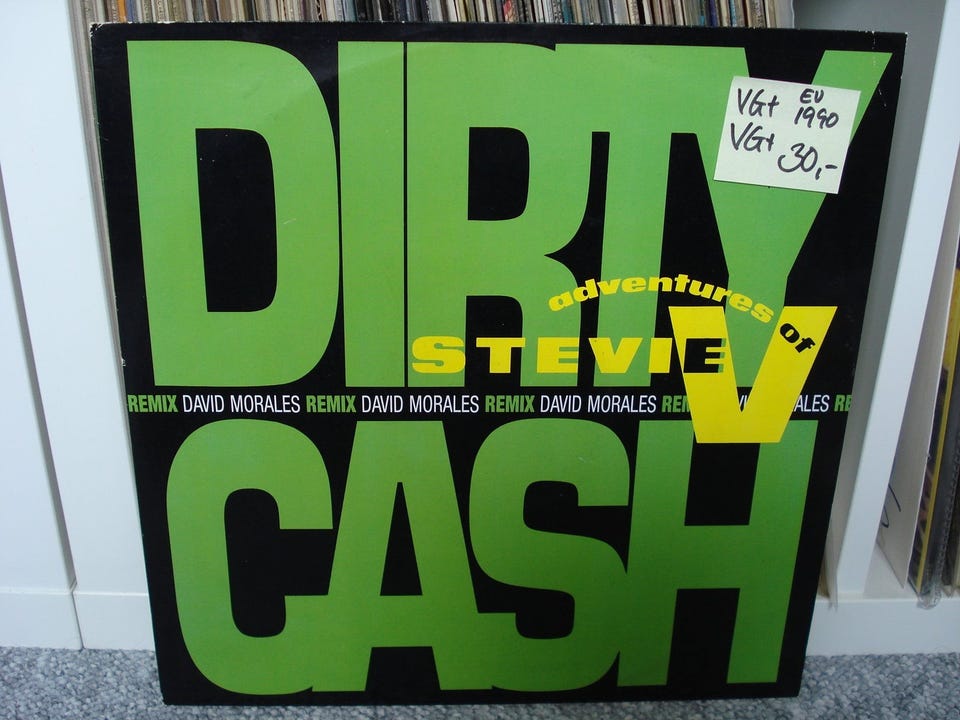 DIRTY
VG+ EU
1990
VG+ 30,-
adventures of
STEVIE V
REMIX DAVID MORALES REMIX DAVID MORALES REMIX DAVID MORALES
CASH